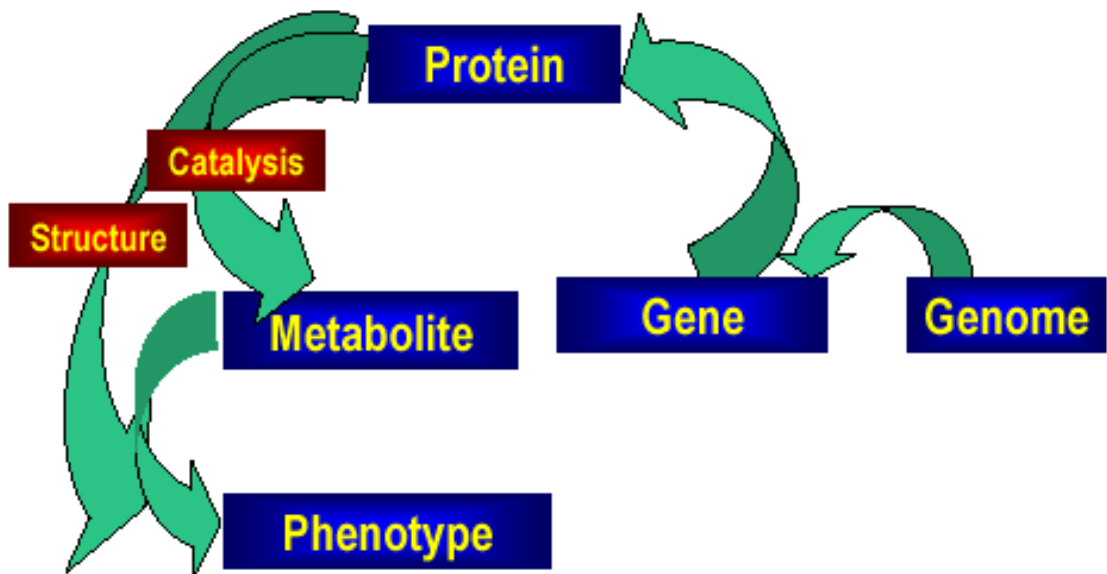 Protein
Catalysis
Structure
Metabolite
Gene
Genome
Phenotype